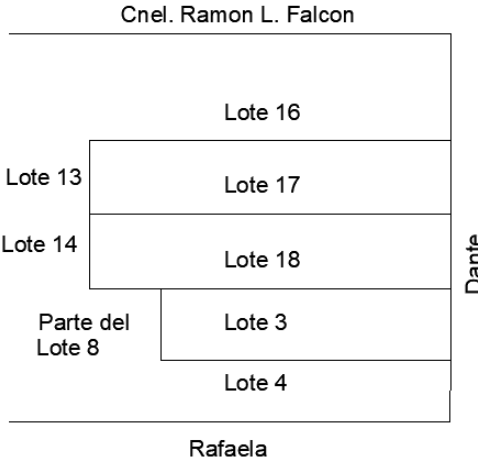 Cnel. Ramon L. Falcon
Lote 16
Lote 13
Lote 17
Lote 14
Lote 18
Dante
Parte del
Lote 8
Lote 3
Lote 4
Rafaela